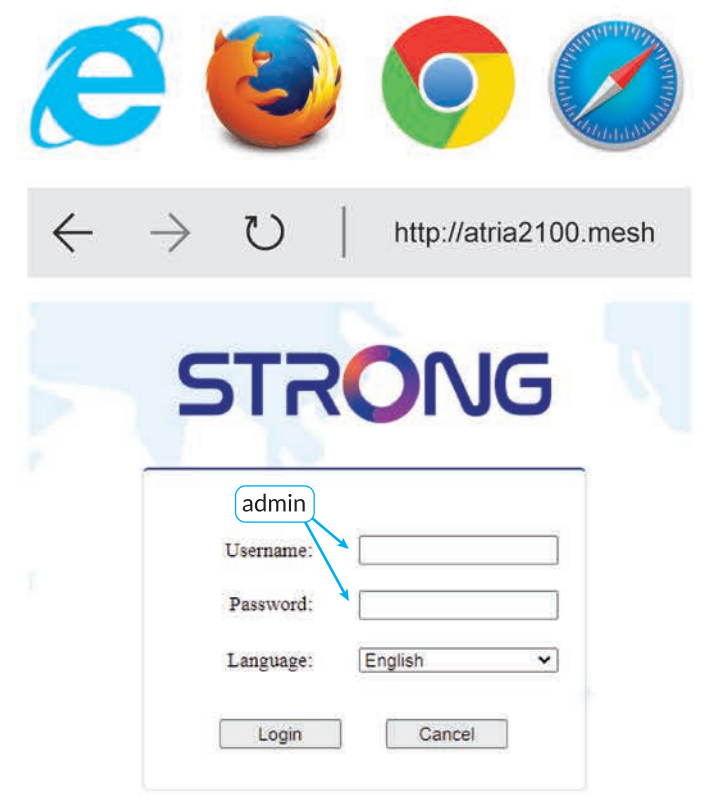 http://atria2100.mesh
STRONG
admin
Username:
Password:
Language: English
Login Cancel